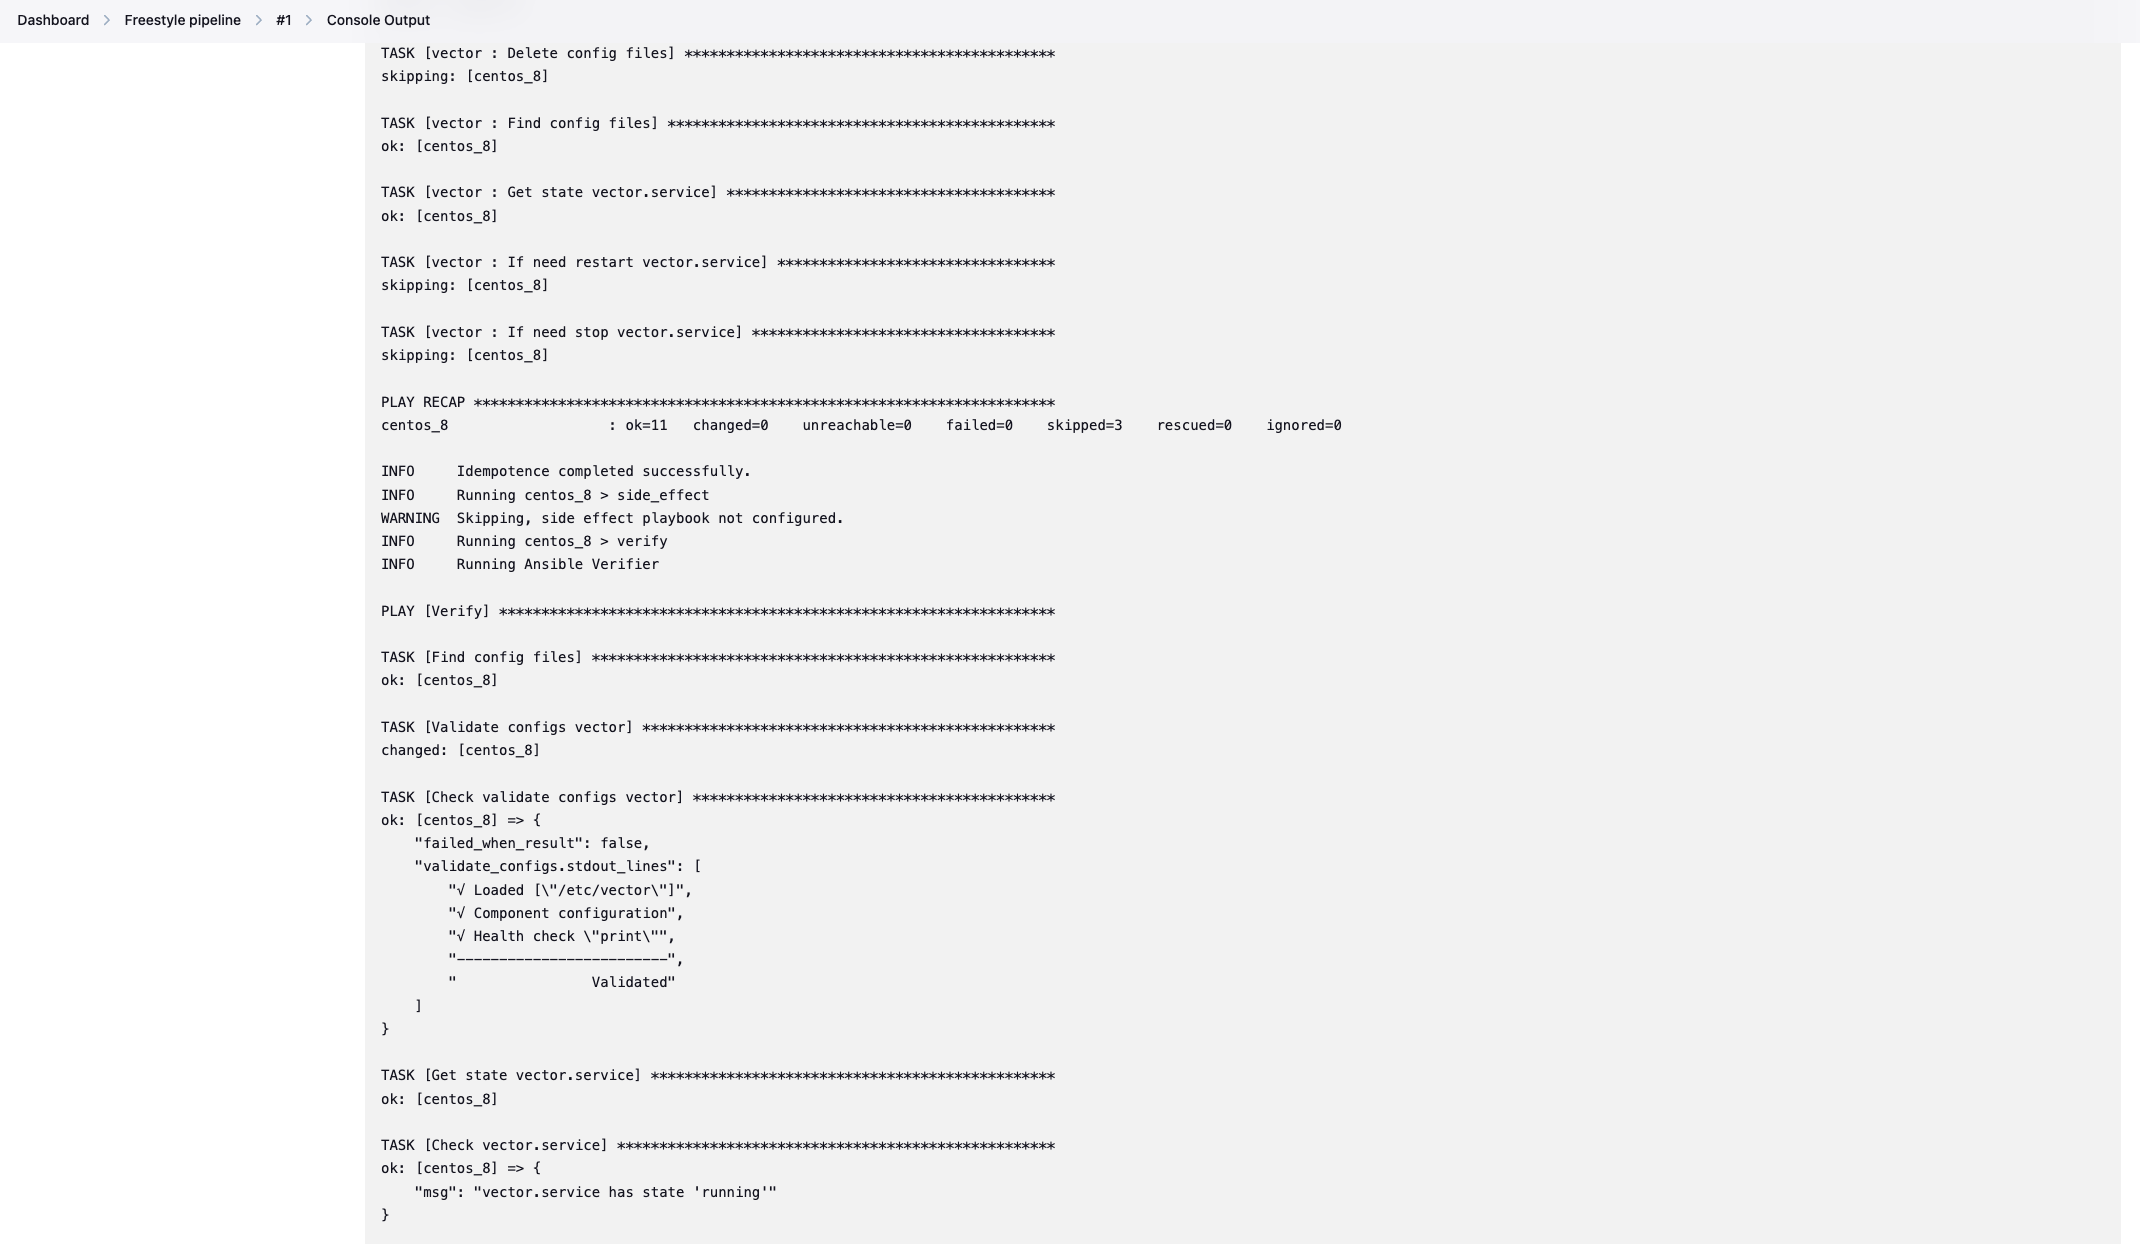 Dashboard > Freestyle pipeline > #1 > Console Output
TASK [vector : Delete config files] ********************************************
skipping: [centos_8]
TASK [vector : Find config files] **********************************************
ok: [centos_8]
TASK [vector : Get state vector.service] ***************************************
ok: [centos_8]
TASK [vector : If need restart vector.service] *********************************
skipping: [centos_8]
TASK [vector : If need stop vector.service] ************************************
skipping: [centos_8]
PLAY RECAP *********************************************************************
centos_8                   : ok=11   changed=0    unreachable=0    failed=0    skipped=3    rescued=0    ignored=0
INFO     Idempotence completed successfully.
INFO     Running centos_8 > side_effect
WARNING  Skipping, side effect playbook not configured.
INFO     Running centos_8 > verify
INFO     Running Ansible Verifier
PLAY [Verify] ******************************************************************
TASK [Find config files] *******************************************************
ok: [centos_8]
TASK [Validate configs vector] *************************************************
changed: [centos_8]
TASK [Check validate configs vector] *******************************************
ok: [centos_8] => {
    "failed_when_result": false,
    "validate_configs.stdout_lines": [
        "√ Loaded [\"/etc/vector\"]",
        "√ Component configuration",
        "√ Health check \"print\"",
        "-------------------------",
        "                Validated"
    ]
}
TASK [Get state vector.service] ************************************************
ok: [centos_8]
TASK [Check vector.service] ****************************************************
ok: [centos_8] => {
    "msg": "vector.service has state 'running'"
}